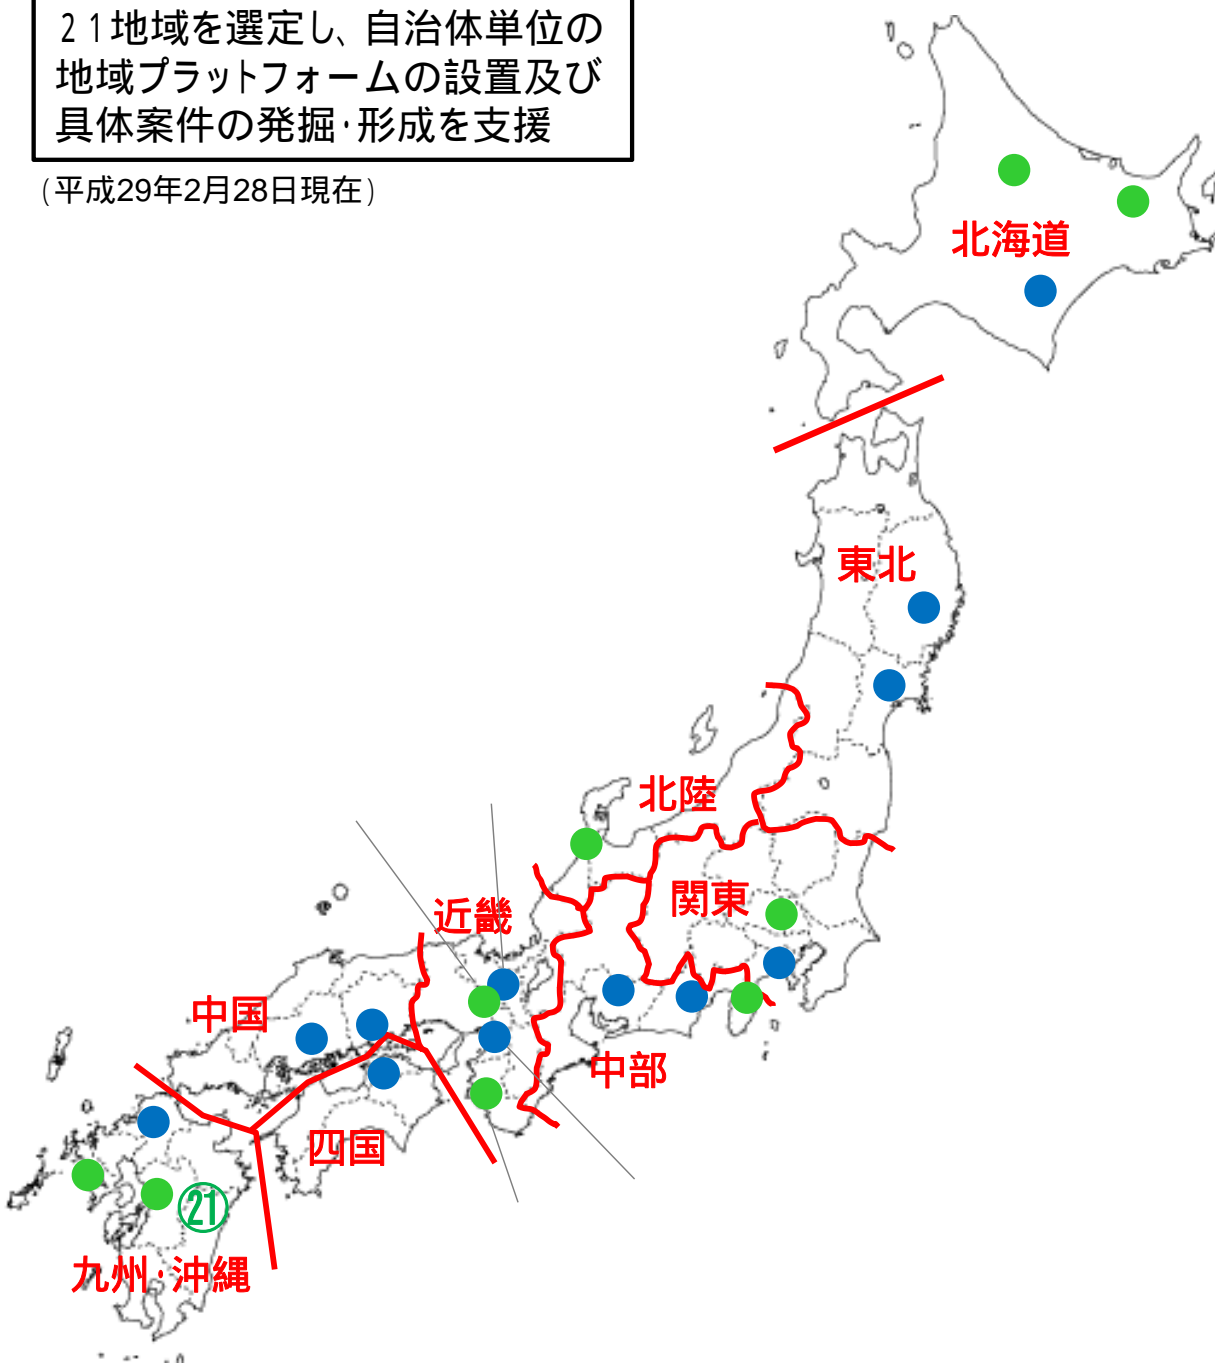 21地域を選定し、自治体単位の
地域プラットフォームの設置及び
具体案件の発掘・形成を支援
(平成29年2月28日現在)
北海道
東北
北陸
関東
近畿
中国
中部
四国
㉑
九州・沖縄